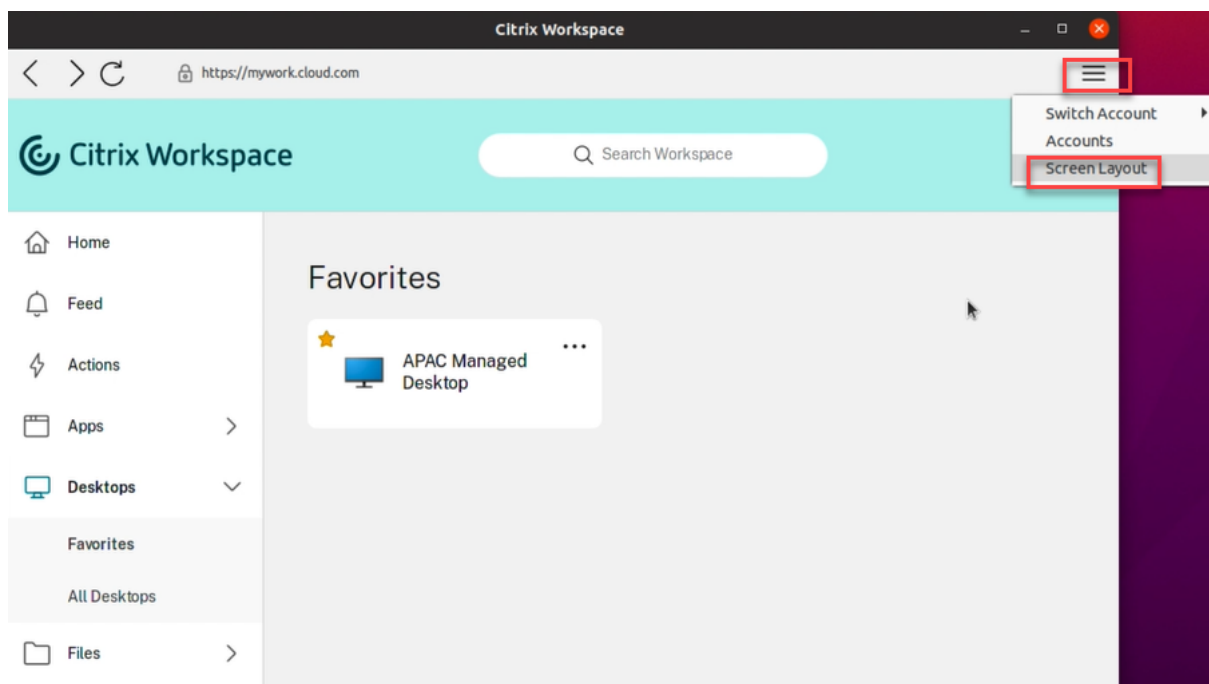 Citrix Workspace
https://mywork.cloud.com
Switch Account
Accounts
Screen Layout
Citrix Workspace
Search Workspace
Home
Feed
Actions
Apps
Desktops
Favorites
All Desktops
Files
Favorites
APAC Managed
Desktop